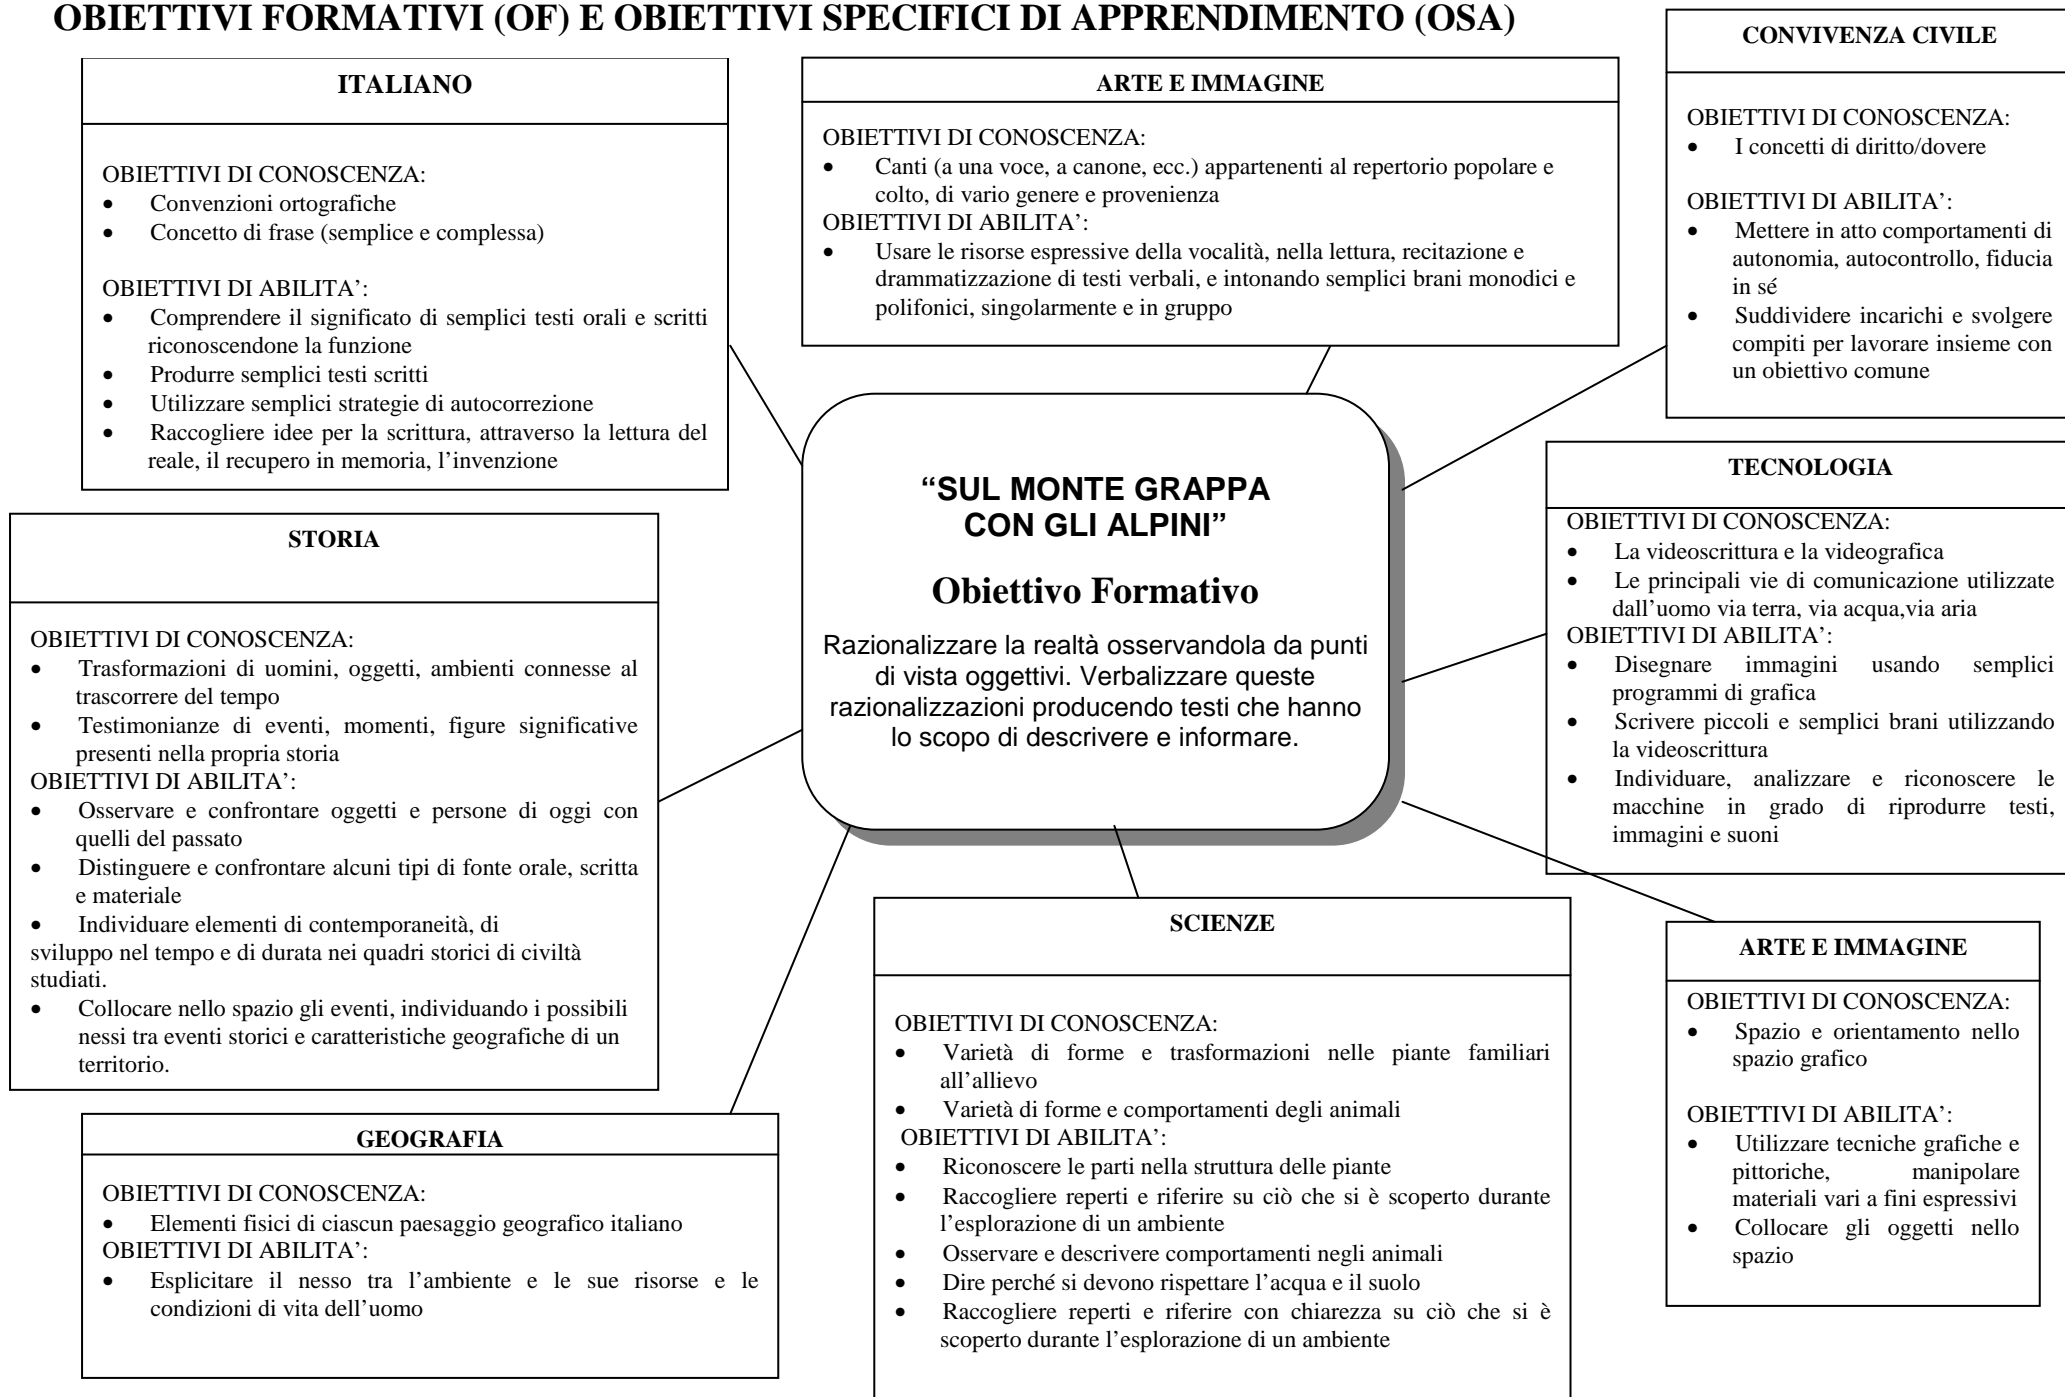 OBIETTIVI FORMATIVI (OF) E OBIETTIVI SPECIFICI DI APPRENDIMENTO (OSA)
ITALIANO
OBIETTIVI DI CONOSCENZA:
• Convenzioni ortografiche
• Concetto di frase (semplice e complessa)
OBIETTIVI DI ABILITA’:
• Comprendere il significato di semplici testi orali e scritti
riconoscendone la funzione
• Produrre semplici testi scritti
• Utilizzare semplici strategie di autocorrezione
• Raccogliere idee per la scrittura, attraverso la lettura del
reale, il recupero in memoria, l’invenzione
ARTE E IMMAGINE
OBIETTIVI DI CONOSCENZA:
• Canti (a una voce, a canone, ecc.) appartenenti al repertorio popolare e
colto, di vario genere e provenienza
OBIETTIVI DI ABILITA’:
• Usare le risorse espressive della vocalità, nella lettura, recitazione e
drammatizzazione di testi verbali, e intonando semplici brani monodici e
polifonici, singolarmente e in gruppo
CONVIVENZA CIVILE
OBIETTIVI DI CONOSCENZA:
• I concetti di diritto/dovere
OBIETTIVI DI ABILITA’:
• Mettere in atto comportamenti di
autonomia, autocontrollo, fiducia
in sé
• Suddividere incarichi e svolgere
compiti per lavorare insieme con
un obiettivo comune
“SUL MONTE GRAPPA
CON GLI ALPINI”
Obiettivo Formativo
Razionalizzare la realtà osservandola da punti
di vista oggettivi. Verbalizzare queste
razionalizzazioni producendo testi che hanno
lo scopo di descrivere e informare.
TECNOLOGIA
OBIETTIVI DI CONOSCENZA:
• La videoscrittura e la videografica
• Le principali vie di comunicazione utilizzate
dall’uomo via terra, via acqua,via aria
OBIETTIVI DI ABILITA’:
• Disegnare immagini usando semplici
programmi di grafica
• Scrivere piccoli e semplici brani utilizzando
la videoscrittura
• Individuare, analizzare e riconoscere le
macchine in grado di riprodurre testi,
immagini e suoni
STORIA
OBIETTIVI DI CONOSCENZA:
• Trasformazioni di uomini, oggetti, ambienti connesse al
trascorrere del tempo
• Testimonianze di eventi, momenti, figure significative
presenti nella propria storia
OBIETTIVI DI ABILITA’:
• Osservare e confrontare oggetti e persone di oggi con
quelli del passato
• Distinguere e confrontare alcuni tipi di fonte orale, scritta
e materiale
• Individuare elementi di contemporaneità, di
sviluppo nel tempo e di durata nei quadri storici di civiltà
studiati.
• Collocare nello spazio gli eventi, individuando i possibili
nessi tra eventi storici e caratteristiche geografiche di un
territorio.
GEOGRAFIA
OBIETTIVI DI CONOSCENZA:
• Elementi fisici di ciascun paesaggio geografico italiano
OBIETTIVI DI ABILITA’:
• Esplicitare il nesso tra l’ambiente e le sue risorse e le
condizioni di vita dell’uomo
SCIENZE
OBIETTIVI DI CONOSCENZA:
• Varietà di forme e trasformazioni nelle piante familiari
all’allievo
• Varietà di forme e comportamenti degli animali
OBIETTIVI DI ABILITA’:
• Riconoscere le parti nella struttura delle piante
• Raccogliere reperti e riferire su ciò che si è scoperto durante
l’esplorazione di un ambiente
• Osservare e descrivere comportamenti negli animali
• Dire perché si devono rispettare l’acqua e il suolo
• Raccogliere reperti e riferire con chiarezza su ciò che si è
scoperto durante l’esplorazione di un ambiente
ARTE E IMMAGINE
OBIETTIVI DI CONOSCENZA:
• Spazio e orientamento nello
spazio grafico
OBIETTIVI DI ABILITA’:
• Utilizzare tecniche grafiche e
pittoriche, manipolare
materiali vari a fini espressivi
• Collocare gli oggetti nello
spazio